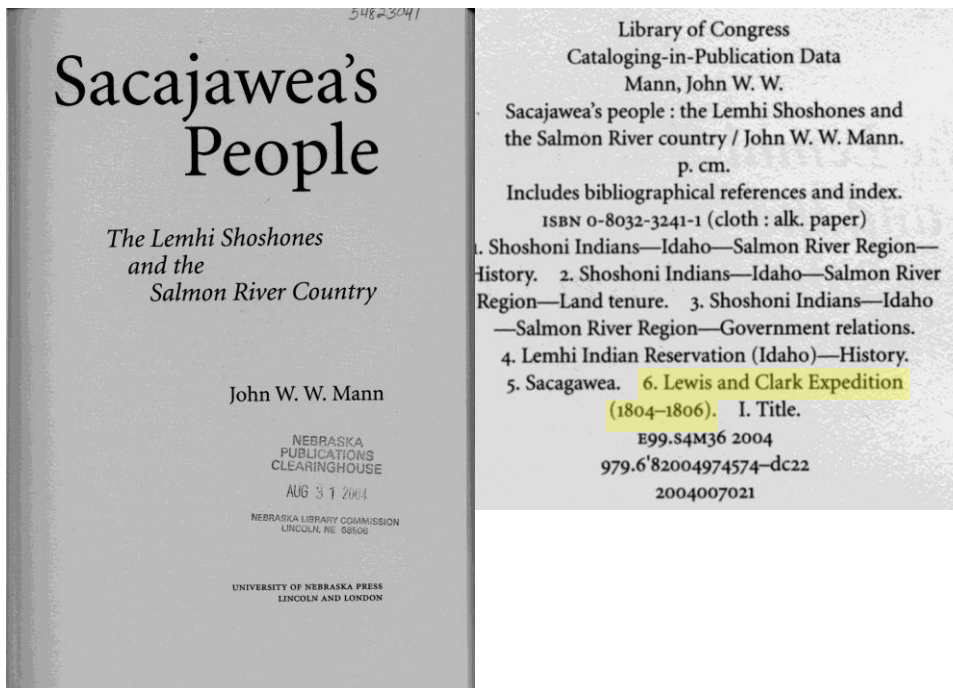 54823041
Sacajawea's
People
The Lemhi Shoshones
and the
Salmon River Country
John W. W. Mann
NEBRASKA
PUBLICATIONS
CLEARINGHOUSE
AUG 31 2004
NEBRASKA LIBRARY COMMISSION
LINCOLN, NE 68508
UNIVERSITY OF NEBRASKA PRESS
LINCOLN AND LONDON
Library of Congress
Cataloging-in-Publication Data
Mann, John W. W.
Sacajawea's people : the Lemhi Shoshones and
the Salmon River country / John W. W. Mann.
p. cm.
Includes bibliographical references and index.
ISBN 0-8032-3241-1 (cloth : alk. paper)
1. Shoshoni Indians—Idaho—Salmon River Region—
History. 2. Shoshoni Indians—Idaho—Salmon River
Region—Land tenure. 3. Shoshoni Indians—Idaho
—Salmon River Region—Government relations.
4. Lemhi Indian Reservation (Idaho)—History.
5. Sacagawea. 6. Lewis and Clark Expedition
(1804–1806). I. Title.
E99.S4M36 2004
979.6'82004974574–dc22
2004007021